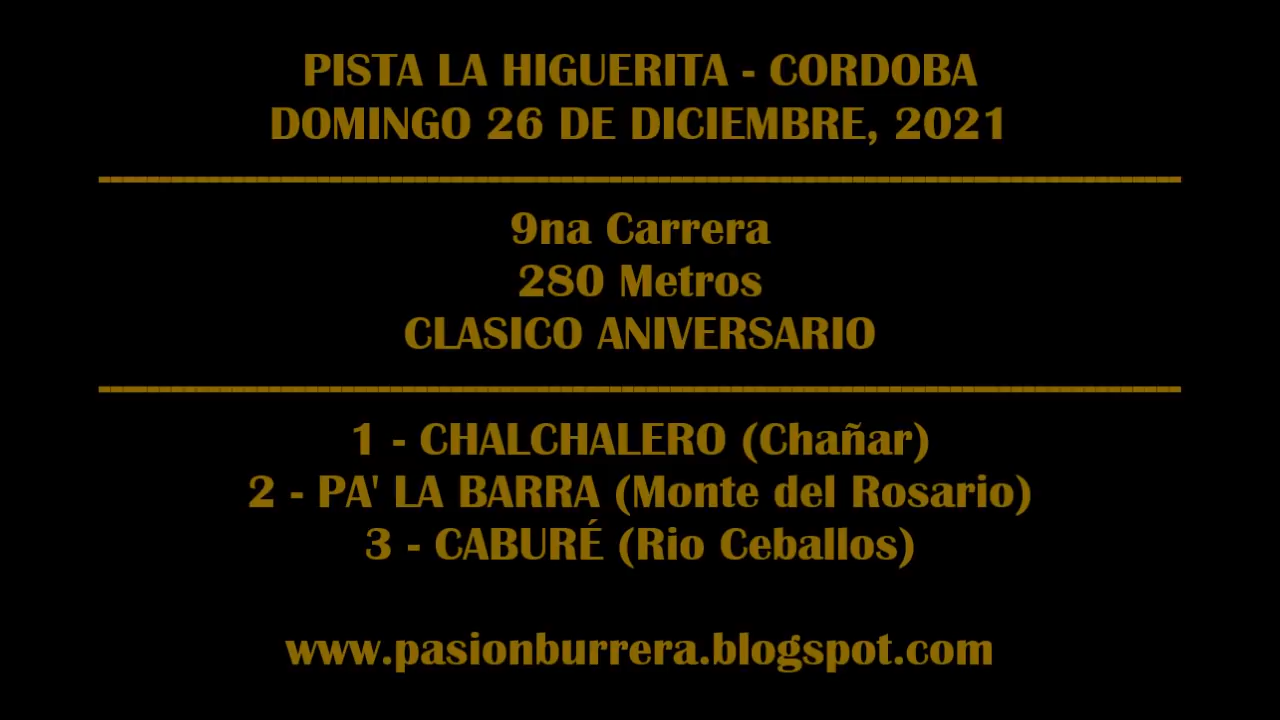 PISTA LA HIGUERITA - CORDOBA
DOMINGO 26 DE DICIEMBRE, 2021
9na Carrera
280 Metros
CLASICO ANIVERSARIO
1 - CHALCHALERO (Chañar)
2 - PA' LA BARRA (Monte del Rosario)
3 - CABURÉ (Rio Ceballos)
www.pasionburrera.blogspot.com